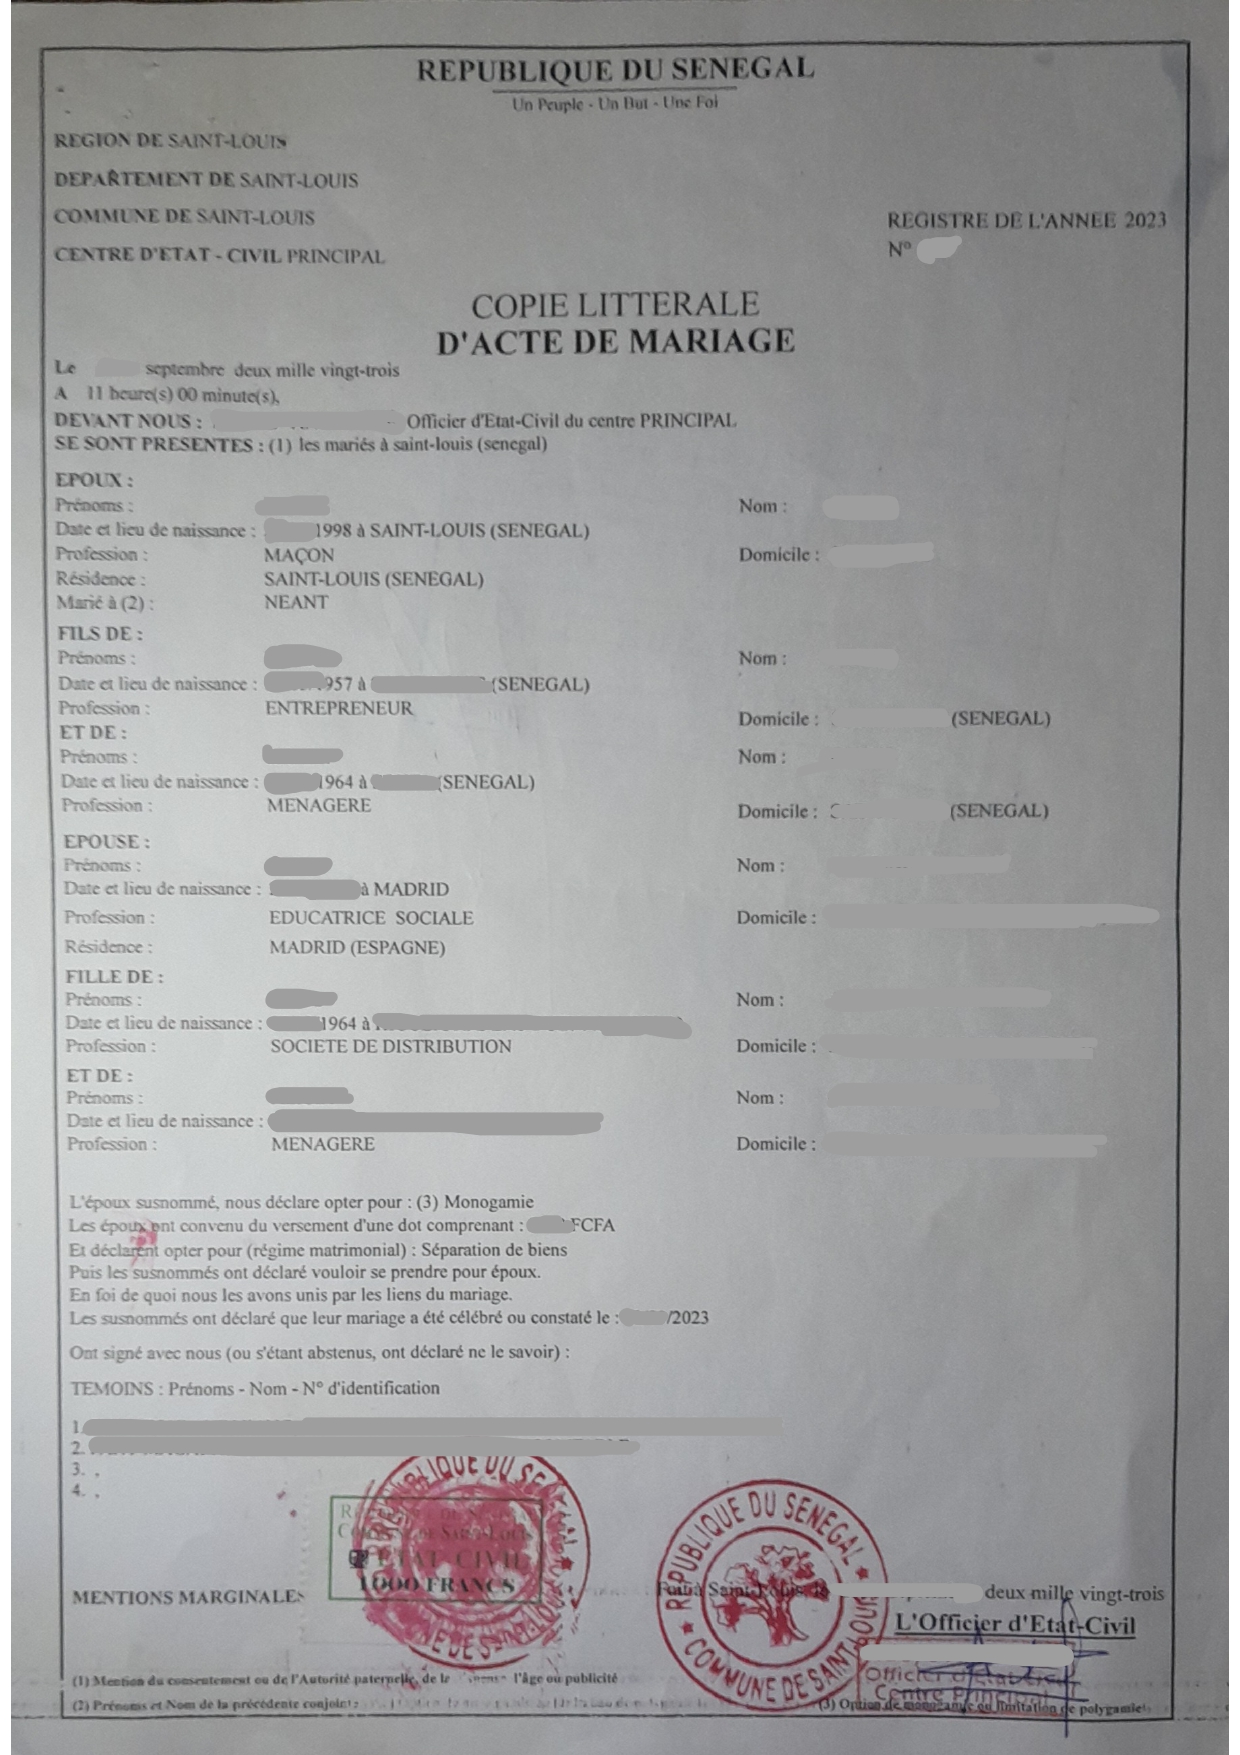 REPUBLIQUE DU SENEGAL
Un Peuple - Un But - Une Foi
REGION DE SAINT-LOUIS
DEPARTEMENT DE SAINT-LOUIS
COMMUNE DE SAINT-LOUIS
REGISTRE DE L'ANNEE 2023
CENTRE D'ETAT - CIVIL PRINCIPAL
N°
COPIE LITTERALE
D'ACTE DE MARIAGE
Le septembre deux mille vingt-trois
A 11 heure(s) 00 minute(s),
DEVANT NOUS : Officier d'Etat-Civil du centre PRINCIPAL
SE SONT PRESENTES : (1) les mariés à saint-louis (senegal)
EPOUX :
Prénoms : Nom :
Date et lieu de naissance : 1998 à SAINT-LOUIS (SENEGAL)
Profession : MAÇON Domicile :
Résidence : SAINT-LOUIS (SENEGAL)
Marié à (2) : NEANT
FILS DE :
Prénoms : Nom :
Date et lieu de naissance : 957 à (SENEGAL)
Profession : ENTREPRENEUR Domicile : (SENEGAL)
ET DE :
Prénoms : Nom :
Date et lieu de naissance : 1964 à (SENEGAL)
Profession : MENAGERE Domicile : (SENEGAL)
EPOUSE :
Prénoms : Nom :
Date et lieu de naissance : à MADRID
Profession : EDUCATRICE SOCIALE Domicile :
Résidence : MADRID (ESPAGNE)
FILLE DE :
Prénoms : Nom :
Date et lieu de naissance : 1964 à
Profession : SOCIETE DE DISTRIBUTION Domicile :
ET DE :
Prénoms : Nom :
Date et lieu de naissance :
Profession : MENAGERE Domicile :
L'époux susnommé, nous déclare opter pour : (3) Monogamie
Les époux ont convenu du versement d'une dot comprenant : FCFA
Et déclarent opter pour (régime matrimonial) : Séparation de biens
Puis les susnommés ont déclaré vouloir se prendre pour époux.
En foi de quoi nous les avons unis par les liens du mariage.
Les susnommés ont déclaré que leur mariage a été célébré ou constaté le : /2023
Ont signé avec nous (ou s'étant abstenus, ont déclaré ne le savoir) :
TEMOINS : Prénoms - Nom - N° d'identification
1.
2.
3. ,
4. ,
ETAT-CIVIL
1000 FRANCS
REPUBLIQUE DU SENEGAL
COMMUNE DE SAINT-LOUIS
MENTIONS MARGINALES
Fait à Saint-Louis le deux mille vingt-trois
L'Officier d'Etat-Civil
Officier d'Etat-Civil
Centre Principal
(1) Mention du consentement ou de l'Autorité paternelle, de le l'âge ou publicité
(2) Prénoms et Nom de la précédente conjointe
(3) Option de monogamie ou limitation de polygamie